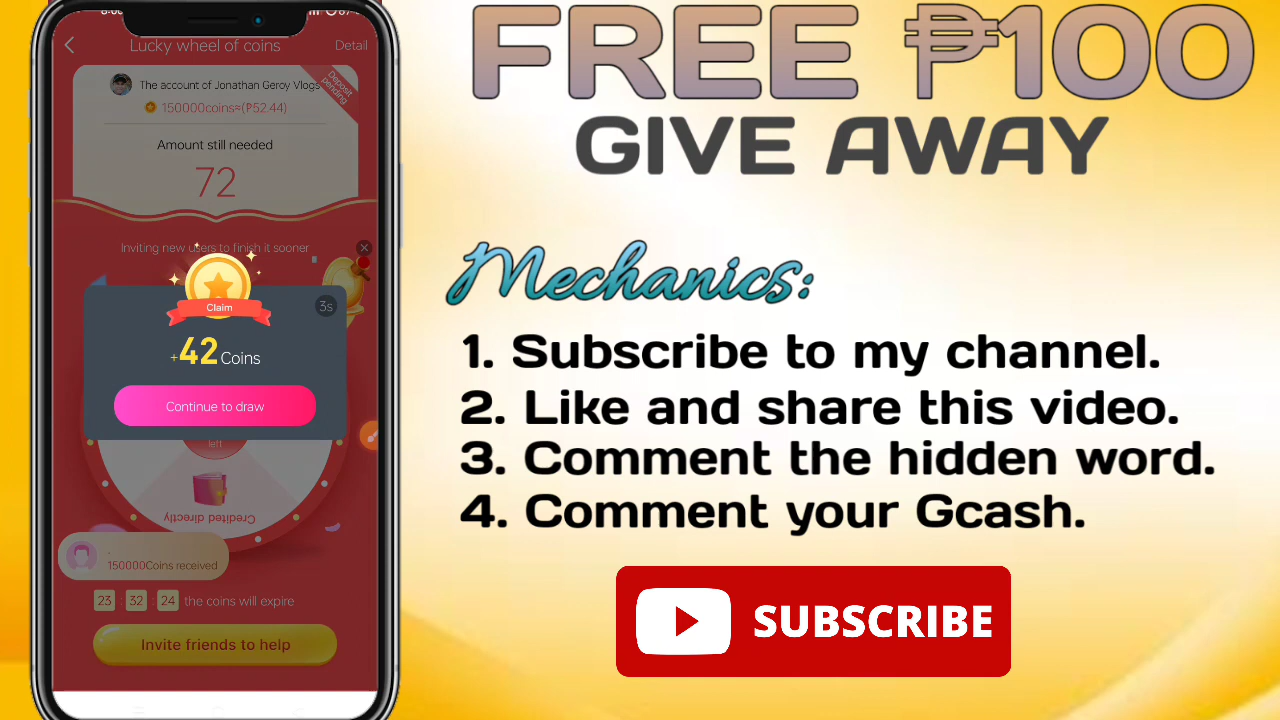 Lucky wheel of coins
Detail
The account of Jonathan Geroy Vlogs
Deposit
pending
150000coins=(₱52.44)
Amount still needed
72
Inviting new users to finish it sooner
Claim
3s
+42 Coins
Continue to draw
left
Credited directly
150000Coins received
23 : 32 : 24 the coins will expire
Invite friends to help
FREE ₱100
GIVE AWAY
Mechanics:
1. Subscribe to my channel.
2. Like and share this video.
3. Comment the hidden word.
4. Comment your Gcash.
SUBSCRIBE